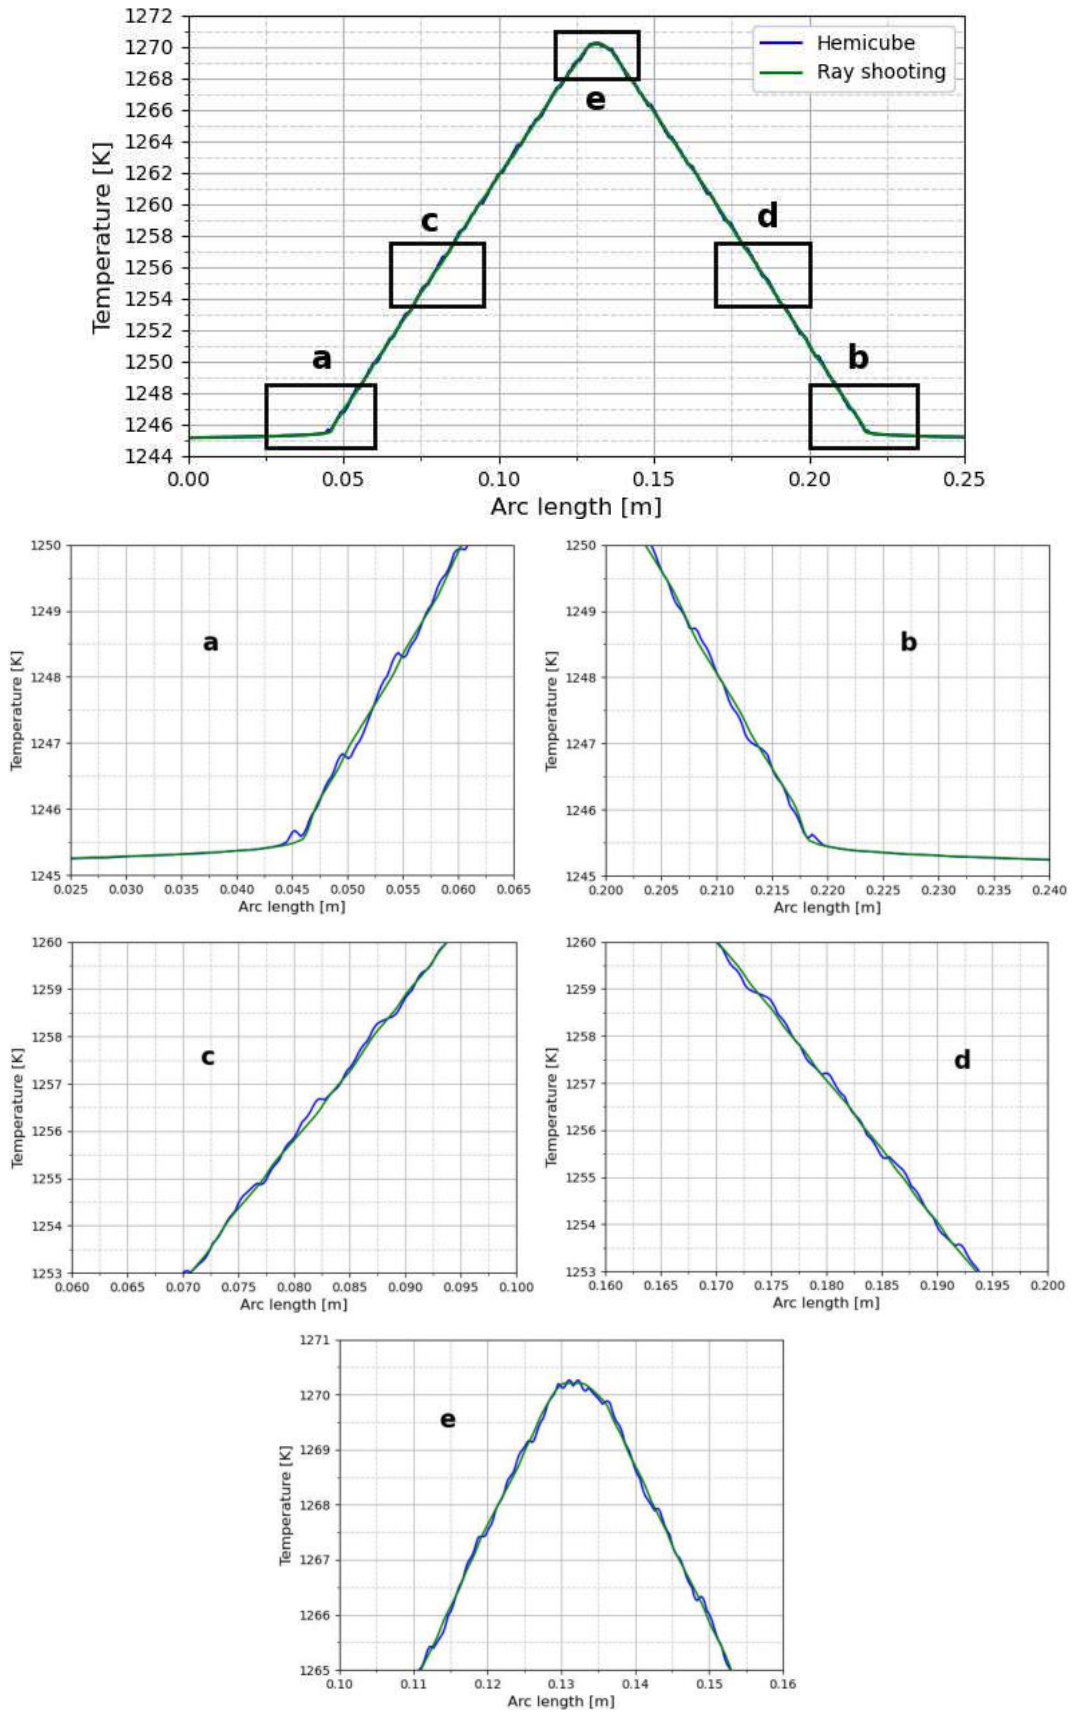 1272
1270
1268
1266
1264
1262
1260
1258
1256
1254
1252
1250
1248
1246
1244
Temperature [K]
Hemicube
Ray shooting
e
c
d
a
b
0.00 0.05 0.10 0.15 0.20 0.25
Arc length [m]
1250
1249
1248
1247
1246
1245
Temperature [K]
a
0.025 0.030 0.035 0.040 0.045 0.050 0.055 0.060 0.065
Arc length [m]
1250
1249
1248
1247
1246
1245
Temperature [K]
b
0.200 0.205 0.210 0.215 0.220 0.225 0.230 0.235 0.240
Arc length [m]
1260
1259
1258
1257
1256
1255
1254
1253
Temperature [K]
c
0.060 0.065 0.070 0.075 0.080 0.085 0.090 0.095 0.100
Arc length [m]
1260
1259
1258
1257
1256
1255
1254
1253
Temperature [K]
d
0.160 0.165 0.170 0.175 0.180 0.185 0.190 0.195 0.200
Arc length [m]
1271
1270
1269
1268
1267
1266
1265
Temperature [K]
e
0.10 0.11 0.12 0.13 0.14 0.15 0.16
Arc length [m]